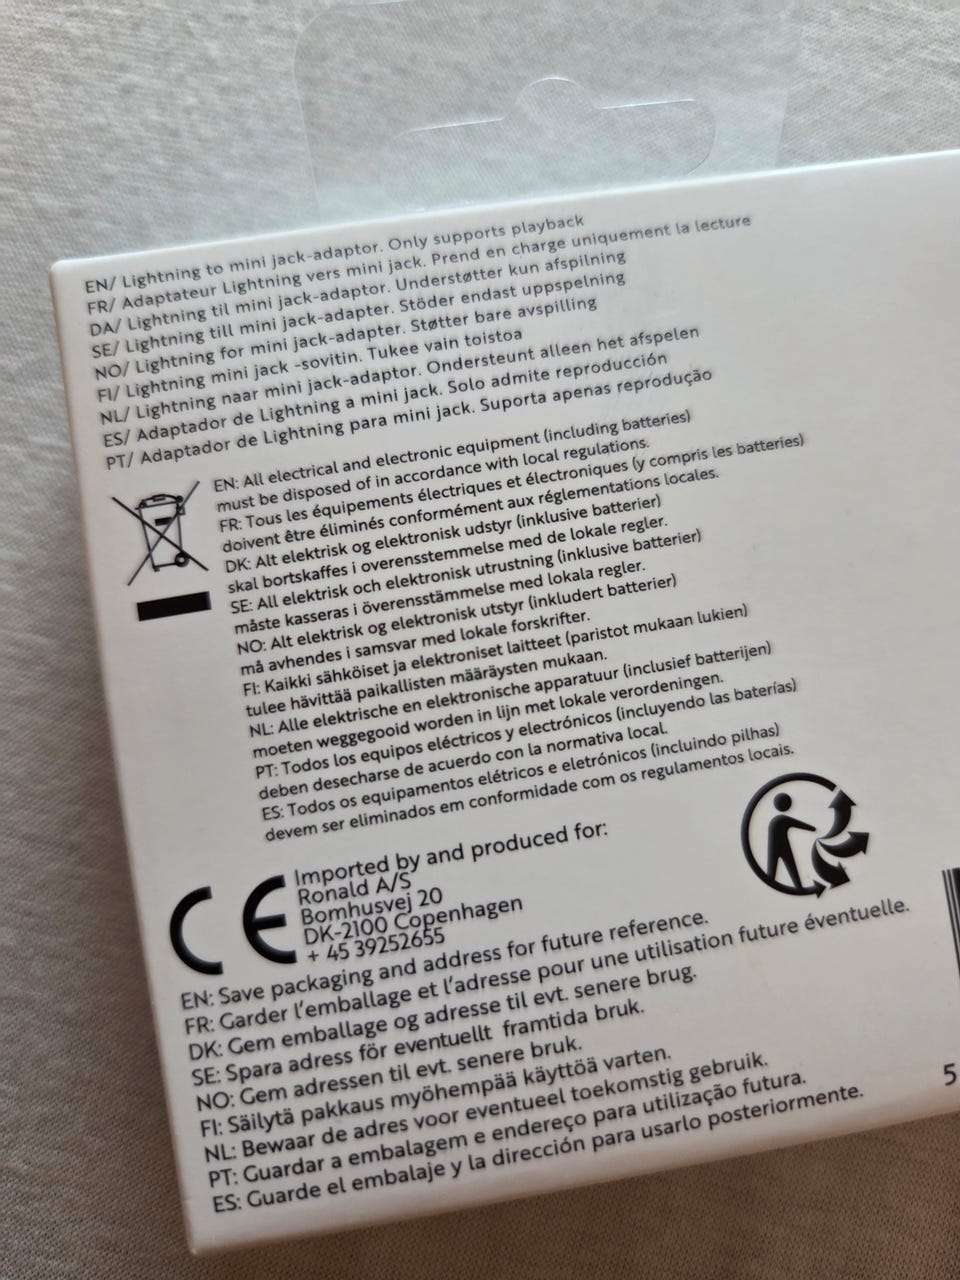 EN/ Lightning to mini jack-adaptor. Only supports playback
FR/ Adaptateur Lightning vers mini jack. Prend en charge uniquement la lecture
DA/ Lightning til mini jack-adaptor. Understøtter kun afspilning
SE/ Lightning till mini jack-adapter. Stöder endast uppspelning
NO/ Lightning for mini jack-adapter. Støtter bare avspilling
FI/ Lightning mini jack -sovitin. Tukee vain toistoa
NL/ Lightning naar mini jack-adaptor. Ondersteunt alleen het afspelen
ES/ Adaptador de Lightning a mini jack. Solo admite reproducción
PT/ Adaptador de Lightning para mini jack. Suporta apenas reprodução
EN: All electrical and electronic equipment (including batteries)
must be disposed of in accordance with local regulations.
FR: Tous les équipements électriques et électroniques (y compris les batteries)
doivent être éliminés conformément aux réglementations locales.
DK: Alt elektrisk og elektronisk udstyr (inklusive batterier)
skal bortskaffes i overensstemmelse med de lokale regler.
SE: All elektrisk och elektronisk utrustning (inklusive batterier)
måste kasseras i överensstämmelse med lokala regler.
NO: Alt elektrisk og elektronisk utstyr (inkludert batterier)
må avhendes i samsvar med lokale forskrifter.
FI: Kaikki sähköiset ja elektroniset laitteet (paristot mukaan lukien)
tulee hävittää paikallisten määräysten mukaan.
NL: Alle elektrische en elektronische apparatuur (inclusief batterijen)
moeten weggegooid worden in lijn met lokale verordeningen.
PT: Todos los equipos eléctricos y electrónicos (incluyendo las baterías)
deben desecharse de acuerdo con la normativa local.
ES: Todos os equipamentos elétricos e eletrónicos (incluindo pilhas)
devem ser eliminados em conformidade com os regulamentos locais.
CE
Imported by and produced for:
Ronald A/S
Bomhusvej 20
DK-2100 Copenhagen
+ 45 39252655
EN: Save packaging and address for future reference.
FR: Garder l'emballage et l'adresse pour une utilisation future éventuelle.
DK: Gem emballage og adresse til evt. senere brug.
SE: Spara adress för eventuellt framtida bruk.
NO: Gem adressen til evt. senere bruk.
FI: Säilytä pakkaus myöhempää käyttöä varten.
NL: Bewaar de adres voor eventueel toekomstig gebruik.
PT: Guardar a embalagem e endereço para utilização futura.
ES: Guarde el embalaje y la dirección para usarlo posteriormente.
5